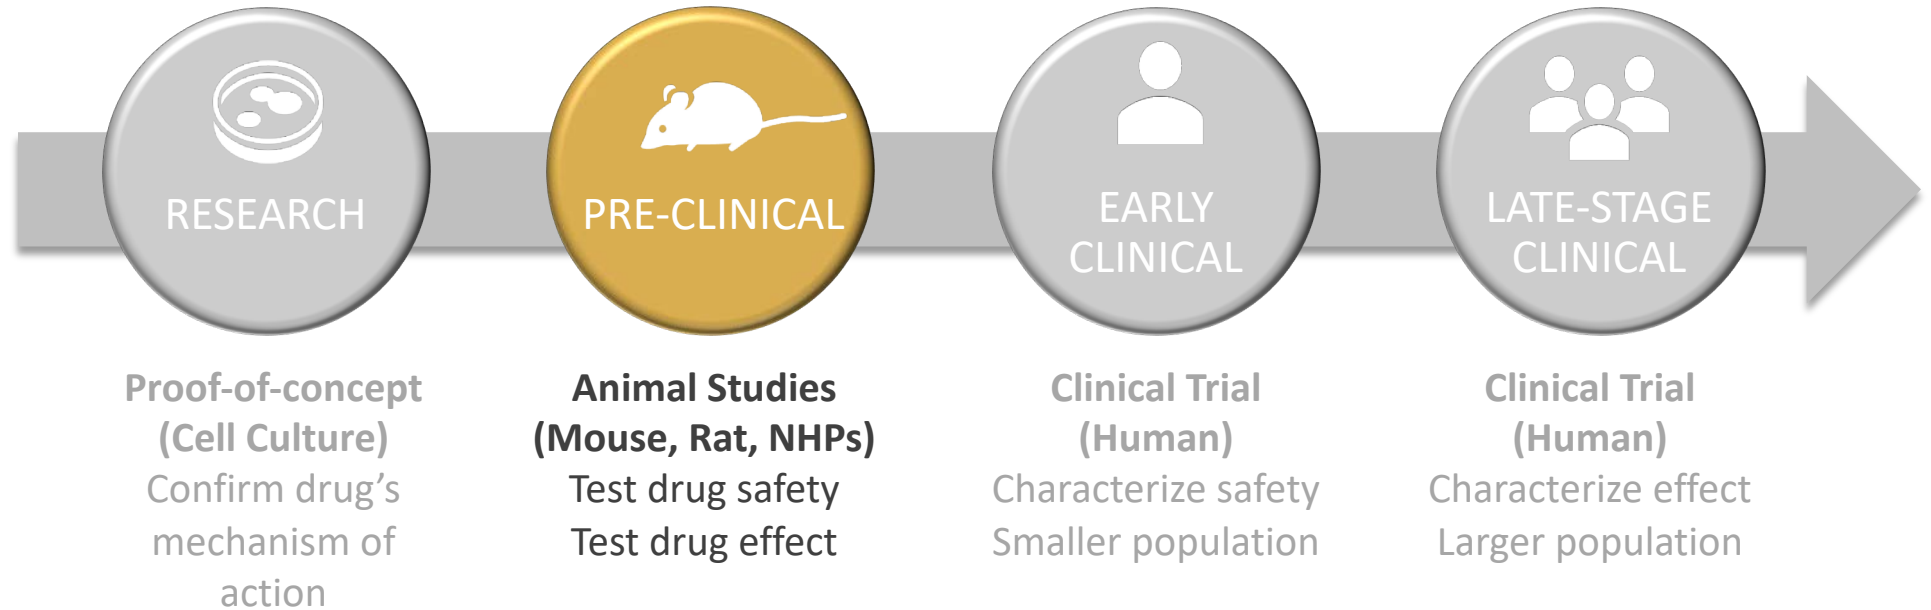 RESEARCH
Proof-of-concept
(Cell Culture)
Confirm drug’s
mechanism of
action
PRE-CLINICAL
Animal Studies
(Mouse, Rat, NHPs)
Test drug safety
Test drug effect
EARLY
CLINICAL
Clinical Trial
(Human)
Characterize safety
Smaller population
LATE-STAGE
CLINICAL
Clinical Trial
(Human)
Characterize effect
Larger population